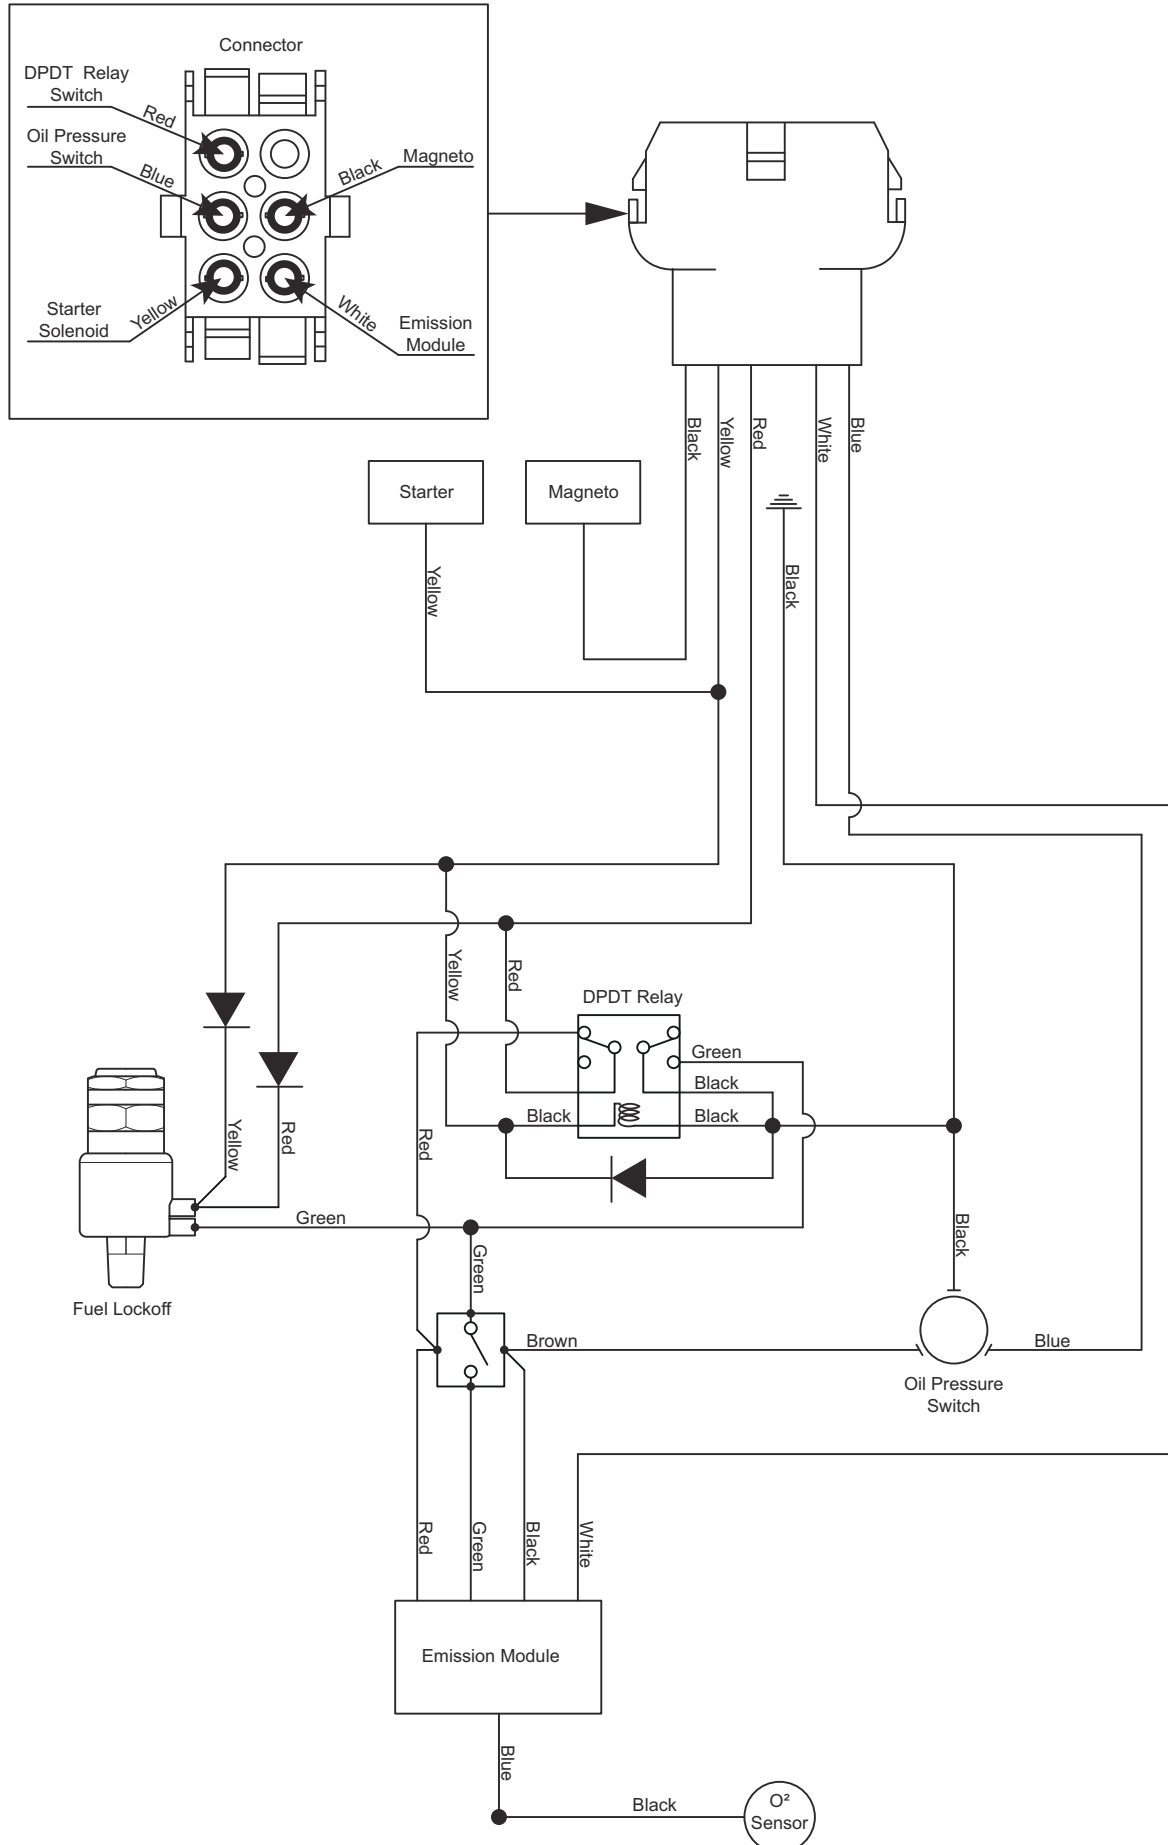 Connector
DPDT Relay
Switch
Red
Oil Pressure
Switch
Blue
Black
Magneto
Starter
Solenoid
Yellow
White
Emission
Module
Black
Yellow
Red
White
Blue
Starter
Magneto
Yellow
Black
Yellow
Red
DPDT Relay
Green
Black
Black
Black
Yellow
Red
Red
Green
Green
Black
Fuel Lockoff
Brown
Blue
Oil Pressure
Switch
Red
Green
Black
White
Emission Module
Blue
Black
O²
Sensor